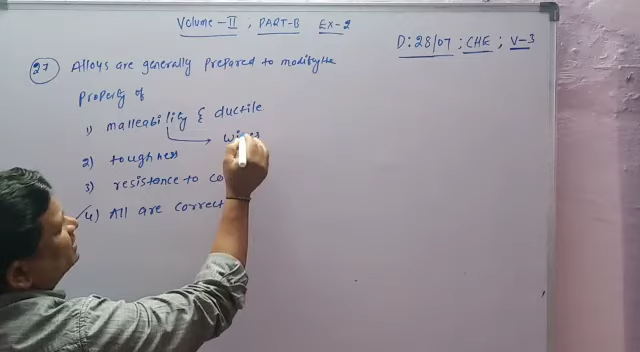 Volume - II ; PART-B EX-2
D: 28/07 ; CHE ; V-3
27) Alloys are generally prepared to modify the
Property of
1) malleability & ductile
2) toughness
3) resistence to
4) All are correct